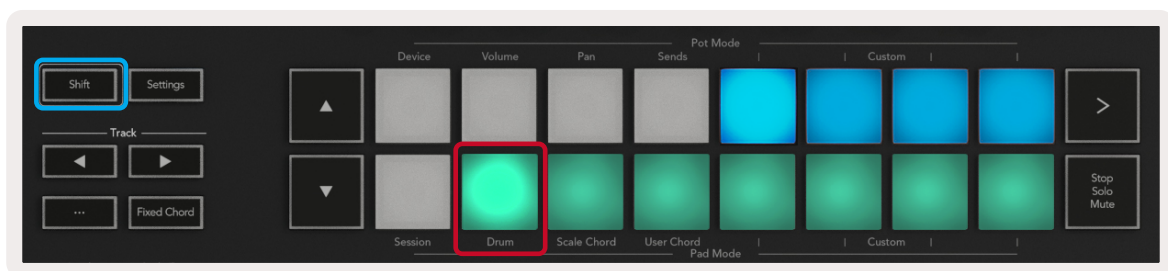 Pot Mode
Device Volume Pan Sends Custom
Shift Settings
Track
... Fixed Chord
Stop
Solo
Mute
Session Drum Scale Chord User Chord Custom
Pad Mode